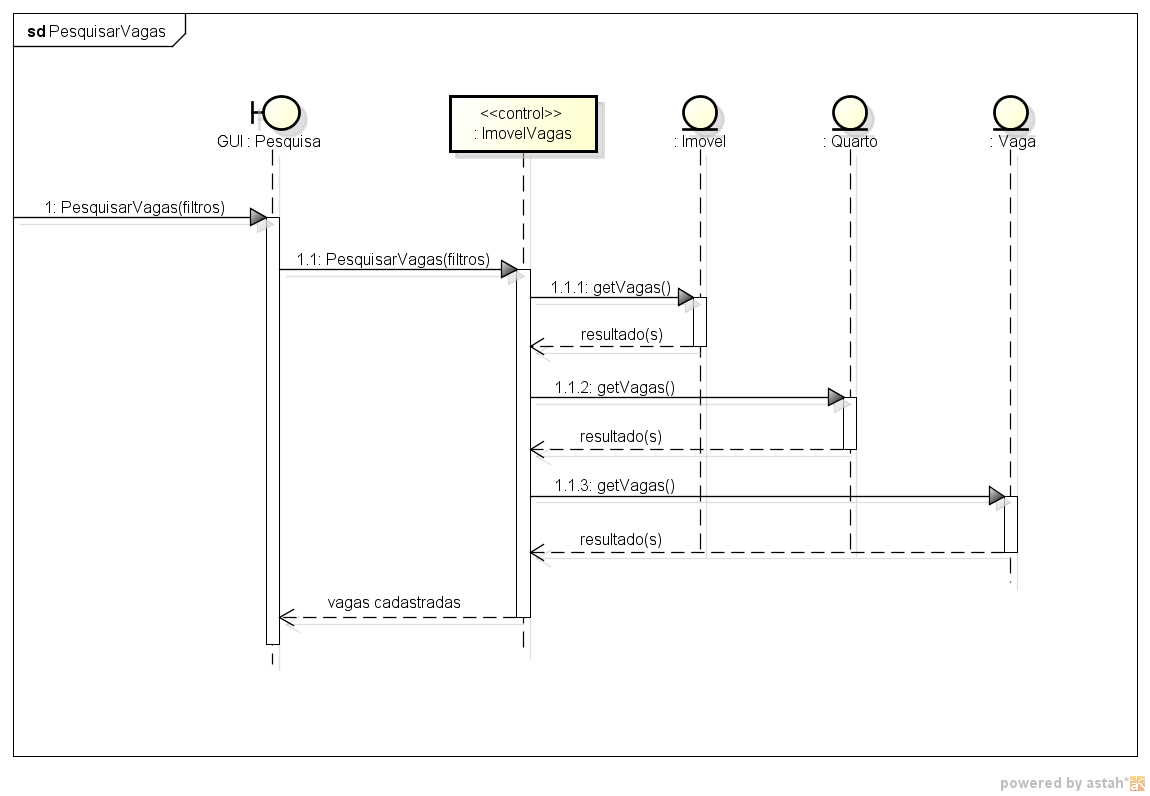 sd PesquisarVagas
GUI : Pesquisa
<<control>>
: ImovelVagas
: Imovel
: Quarto
: Vaga
1: PesquisarVagas(filtros)
1.1: PesquisarVagas(filtros)
1.1.1: getVagas()
resultado(s)
1.1.2: getVagas()
resultado(s)
1.1.3: getVagas()
resultado(s)
vagas cadastradas
powered by astah*